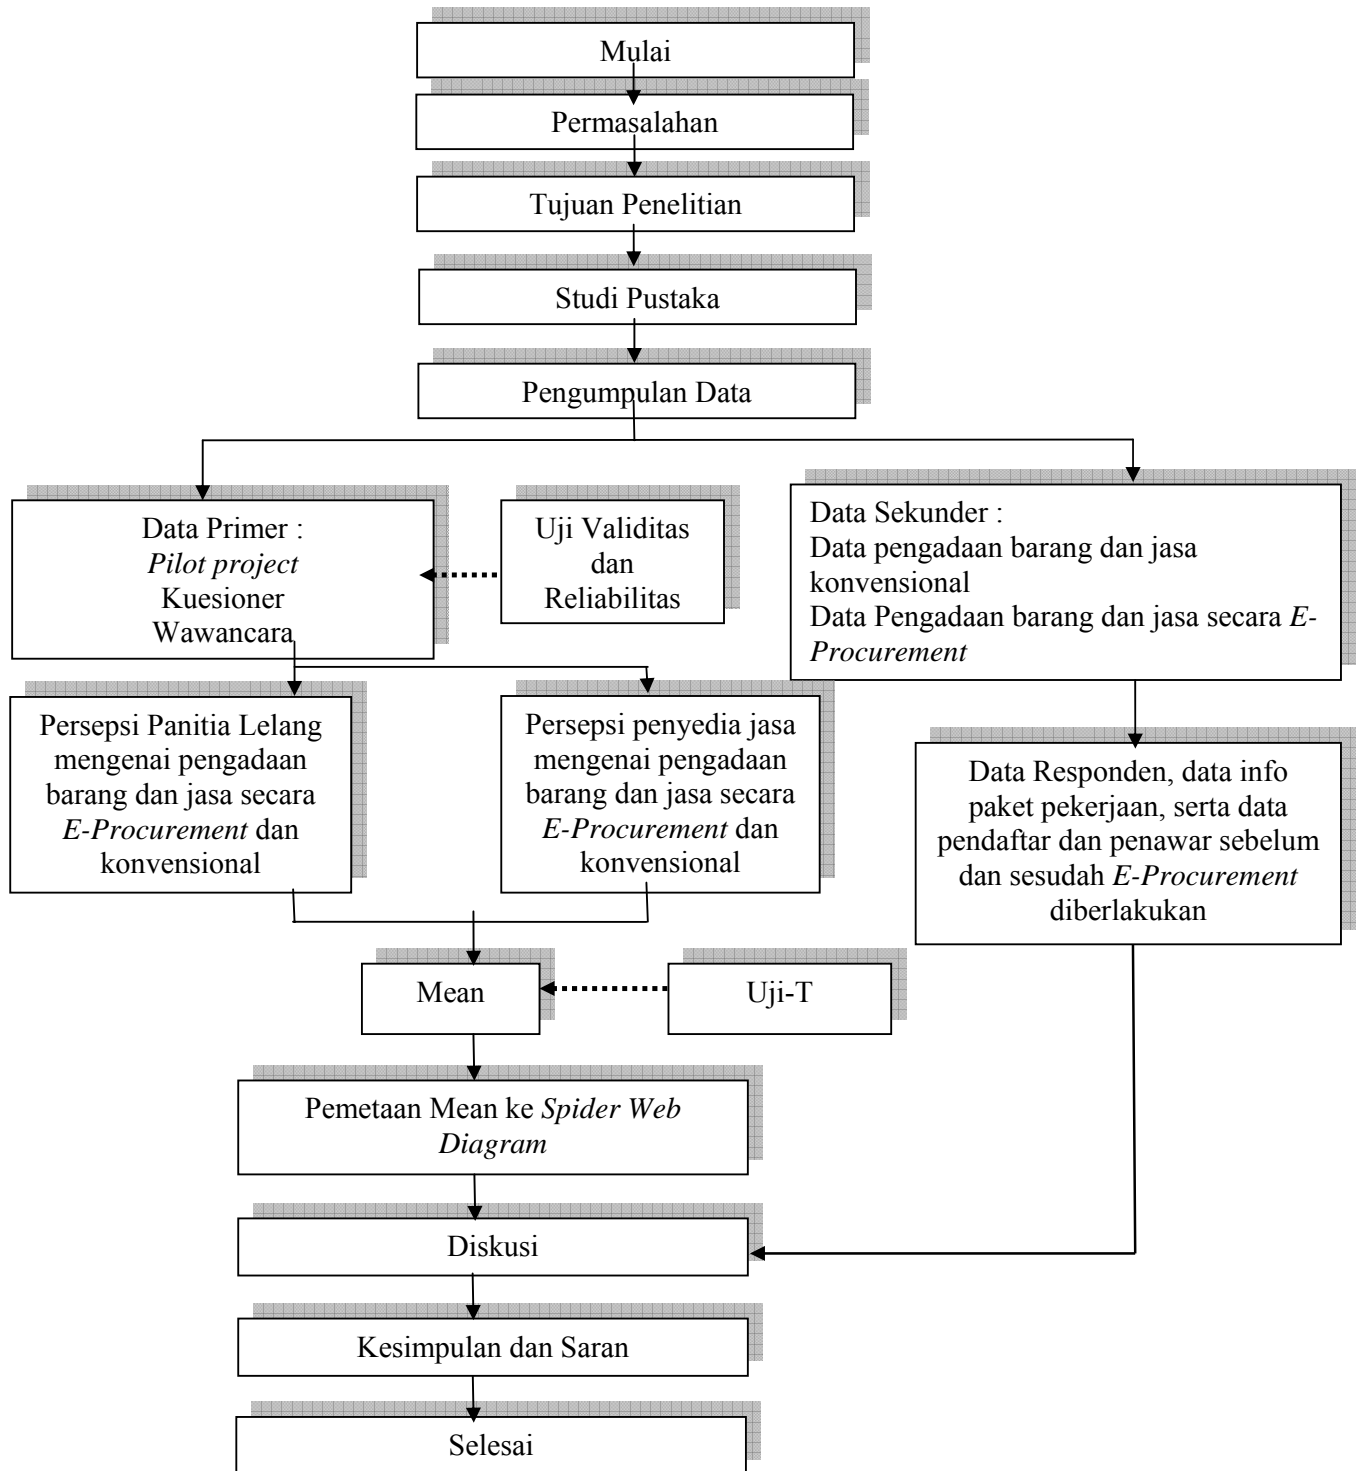 Mulai
Permasalahan
Tujuan Penelitian
Studi Pustaka
Pengumpulan Data
Data Primer :
Pilot project
Kuesioner
Wawancara
Uji Validitas
dan
Reliabilitas
Data Sekunder :
Data pengadaan barang dan jasa
konvensional
Data Pengadaan barang dan jasa secara E-
Procurement
Persepsi Panitia Lelang
mengenai pengadaan
barang dan jasa secara
E-Procurement dan
konvensional
Persepsi penyedia jasa
mengenai pengadaan
barang dan jasa secara
E-Procurement dan
konvensional
Data Responden, data info
paket pekerjaan, serta data
pendaftar dan penawar sebelum
dan sesudah E-Procurement
diberlakukan
Mean
Uji-T
Pemetaan Mean ke Spider Web
Diagram
Diskusi
Kesimpulan dan Saran
Selesai